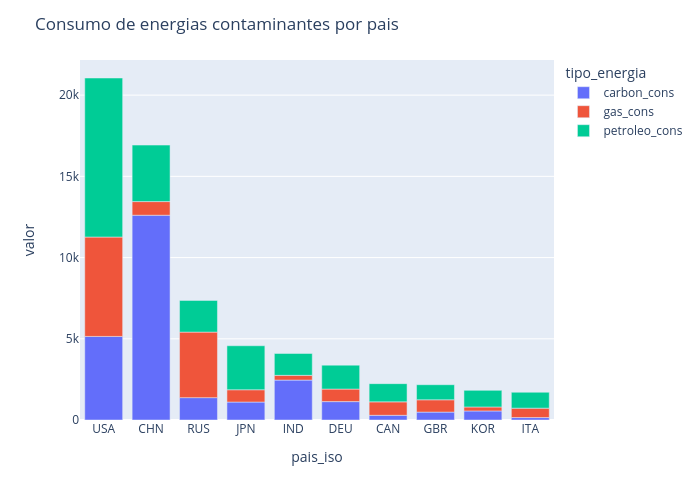 Consumo de energias contaminantes por pais
tipo_energia
carbon_cons
gas_cons
petroleo_cons
valor
20k
15k
10k
5k
0
USA CHN RUS JPN IND DEU CAN GBR KOR ITA
pais_iso